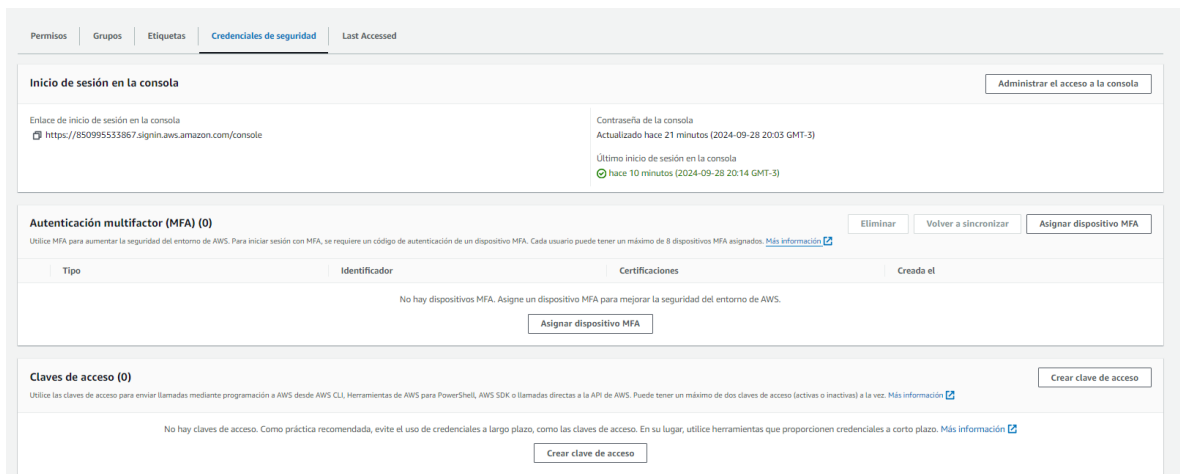 Permisos
Grupos
Etiquetas
Credenciales de seguridad
Last Accessed
Inicio de sesión en la consola
Administrar el acceso a la consola
Enlace de inicio de sesión en la consola
https://850995533867.signin.aws.amazon.com/console
Contraseña de la consola
Actualizado hace 21 minutos (2024-09-28 20:03 GMT-3)
Último inicio de sesión en la consola
hace 10 minutos (2024-09-28 20:14 GMT-3)
Autenticación multifactor (MFA) (0)
Eliminar
Volver a sincronizar
Asignar dispositivo MFA
Utilice MFA para aumentar la seguridad del entorno de AWS. Para iniciar sesión con MFA, se requiere un código de autenticación de un dispositivo MFA. Cada usuario puede tener un máximo de 8 dispositivos MFA asignados. Más información
Tipo
Identificador
Certificaciones
Creada el
No hay dispositivos MFA. Asigne un dispositivo MFA para mejorar la seguridad del entorno de AWS.
Asignar dispositivo MFA
Claves de acceso (0)
Crear clave de acceso
Utilice las claves de acceso para enviar llamadas mediante programación a AWS desde AWS CLI, Herramientas de AWS para PowerShell, AWS SDK o llamadas directas a la API de AWS. Puede tener un máximo de dos claves de acceso (activas o inactivas) a la vez. Más información
No hay claves de acceso. Como práctica recomendada, evite el uso de credenciales a largo plazo, como las claves de acceso. En su lugar, utilice herramientas que proporcionen credenciales a corto plazo. Más información
Crear clave de acceso